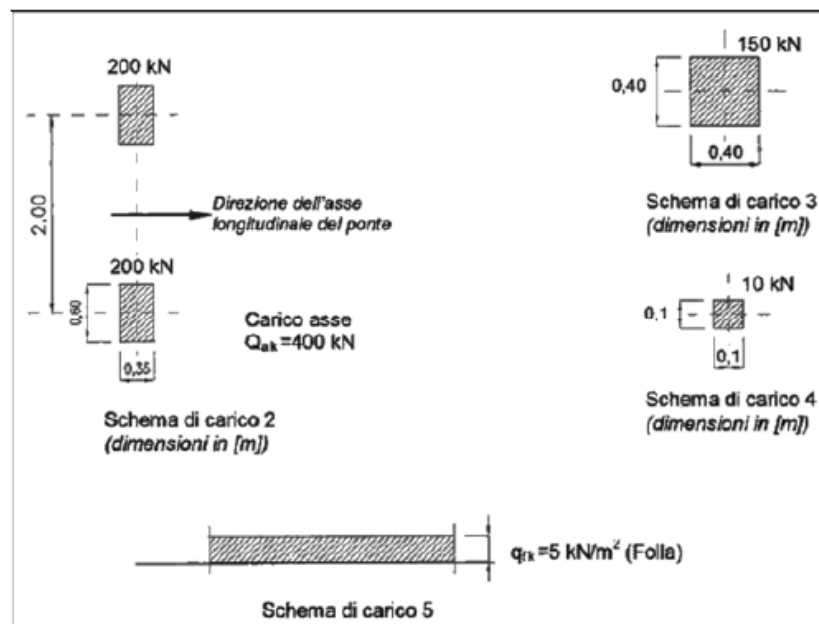 200 kN
2.00
Direzione dell'asse
longitudinale del ponte
200 kN
0,60
0,35
Carico asse
Qak=400 kN
Schema di carico 2
(dimensioni in [m])
150 kN
0,40
0,40
Schema di carico 3
(dimensioni in [m])
10 kN
0,1
0,1
Schema di carico 4
(dimensioni in [m])
qfk=5 kN/m² (Folla)
Schema di carico 5